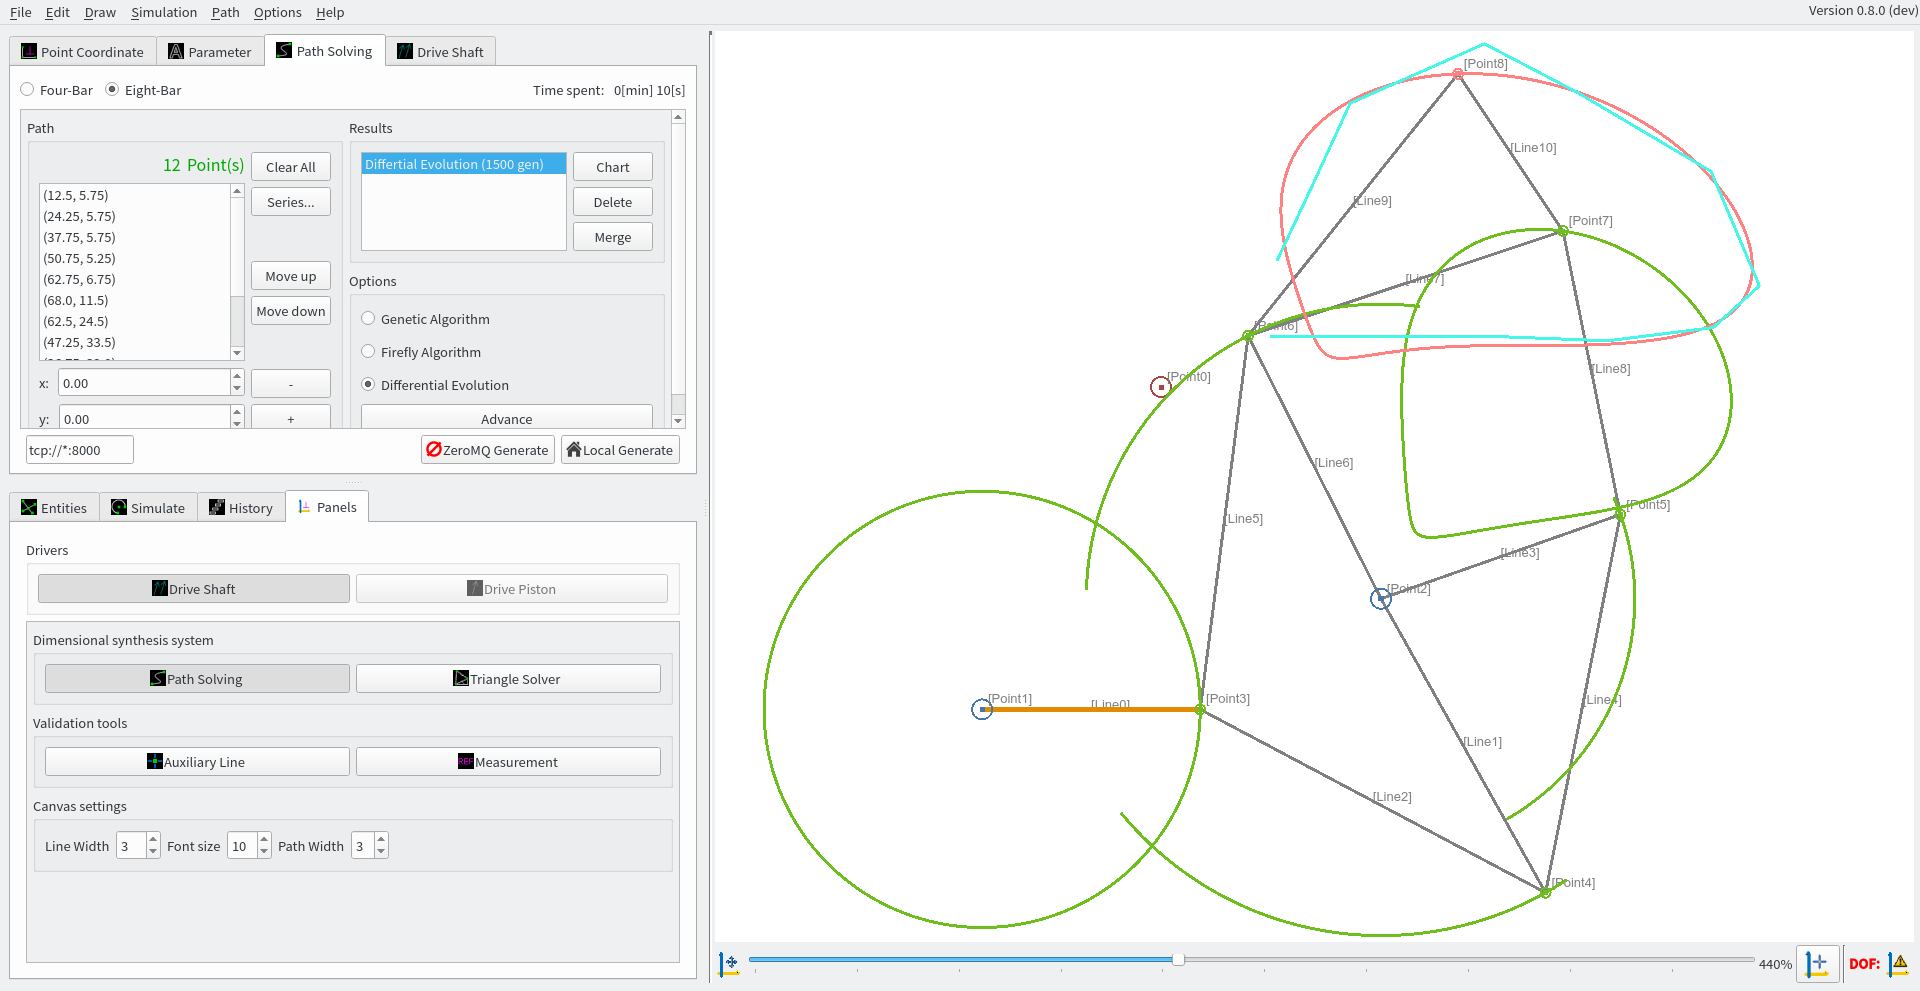 File Edit Draw Simulation Path Options Help
Version 0.8.0 (dev)
Point Coordinate Parameter Path Solving Drive Shaft
Four-Bar Eight-Bar
Time spent: 0[min] 10[s]
Path
12 Point(s)
Clear All
(12.5, 5.75)
(24.25, 5.75)
(37.75, 5.75)
(50.75, 5.25)
(62.75, 6.75)
(68.0, 11.5)
(62.5, 24.5)
(47.25, 33.5)
Series...
Move up
Move down
x: 0.00 -
y: 0.00 +
Results
Differtial Evolution (1500 gen)
Chart
Delete
Merge
Options
Genetic Algorithm
Firefly Algorithm
Differential Evolution
Advance
tcp://*:8000
ZeroMQ Generate
Local Generate
Entities Simulate History Panels
Drivers
Drive Shaft Drive Piston
Dimensional synthesis system
Path Solving Triangle Solver
Validation tools
Auxiliary Line REF Measurement
Canvas settings
Line Width 3 Font size 10 Path Width 3
[Point8]
[Line10]
[Line9]
[Point7]
[Line7]
[Point6]
[Line8]
[Point0]
[Line6]
[Point5]
[Line5]
[Line3]
[Point2]
[Point1]
[Line0]
[Point3]
[Line4]
[Line1]
[Line2]
[Point4]
440%
DOF: